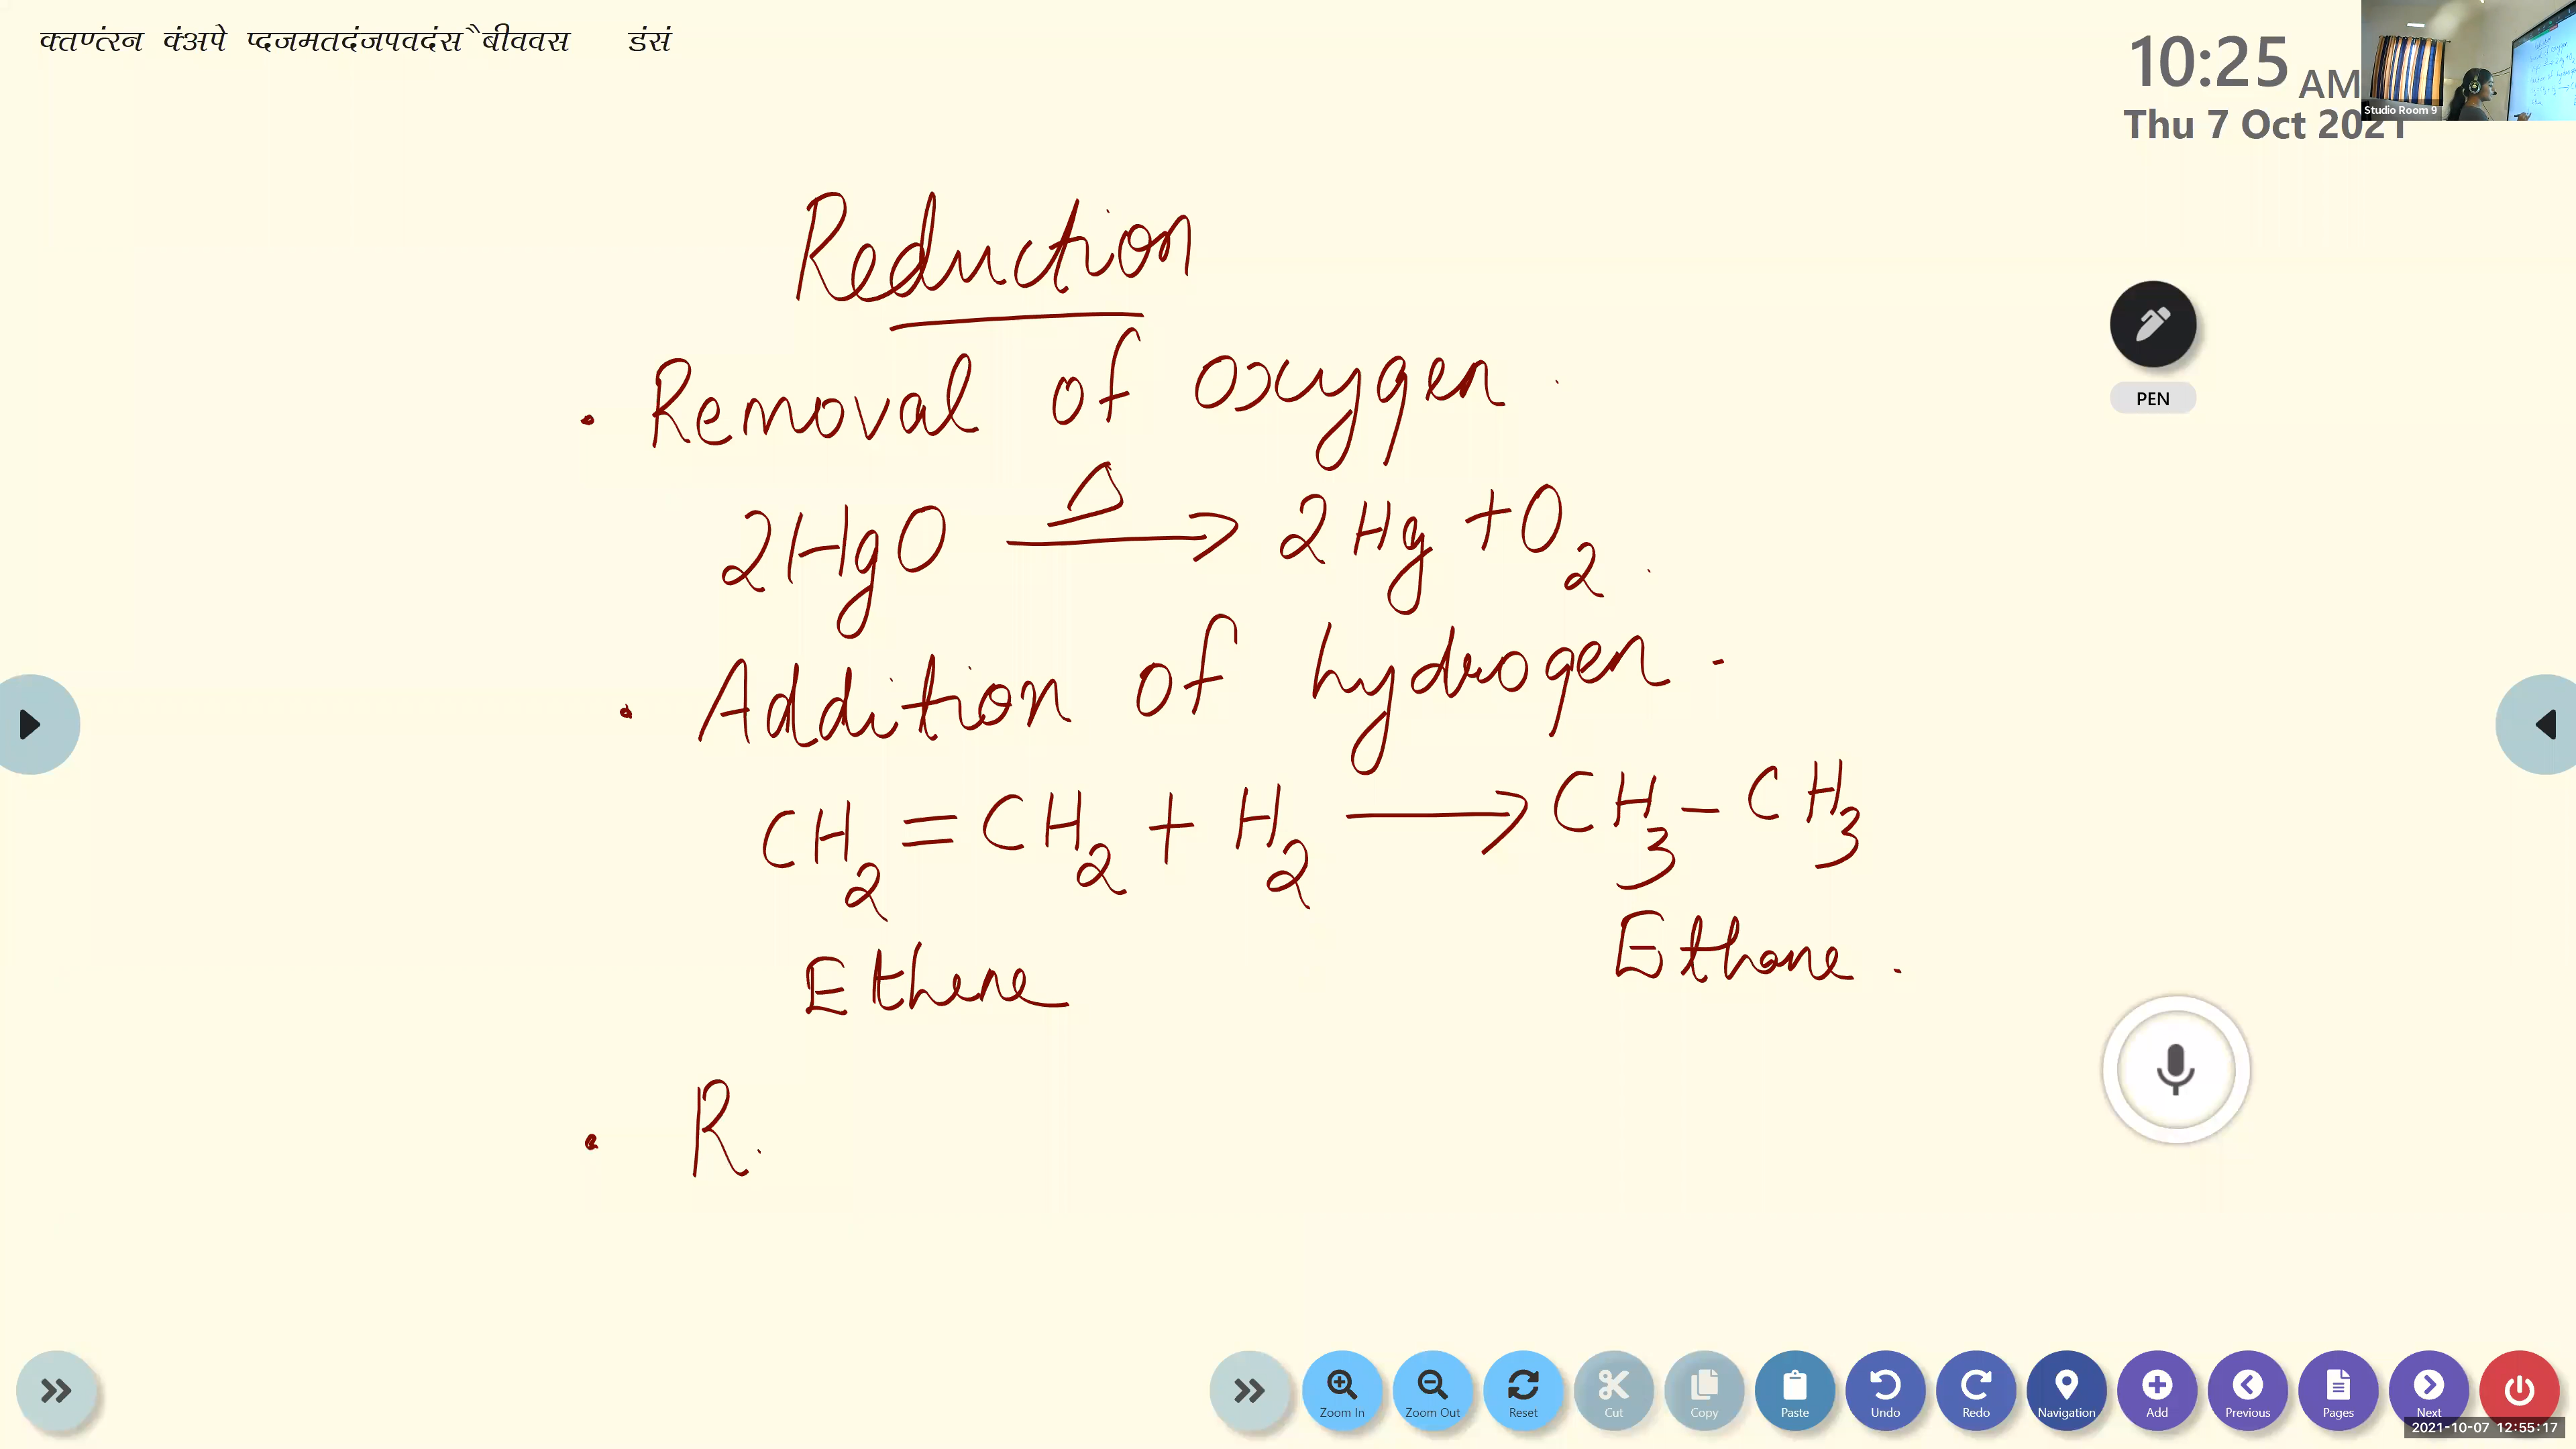 क्तण्ंरन कंअपे प्दजमतदंजपवदंस ैबीववस डंसं
10:25 AM
Thu 7 Oct 2021
Studio Room 9
Reduction
. Removal of oxygen.
PEN
2HgO —Δ→ 2Hg + O₂.
. Addition of hydrogen.
CH₂ = CH₂ + H₂ ⟶ CH₃ – CH₃
Ethene Ethane.
. R.
Zoom In Zoom Out Reset Cut Copy Paste Undo Redo Navigation Add Previous Pages Next
2021-10-07 12:55:17